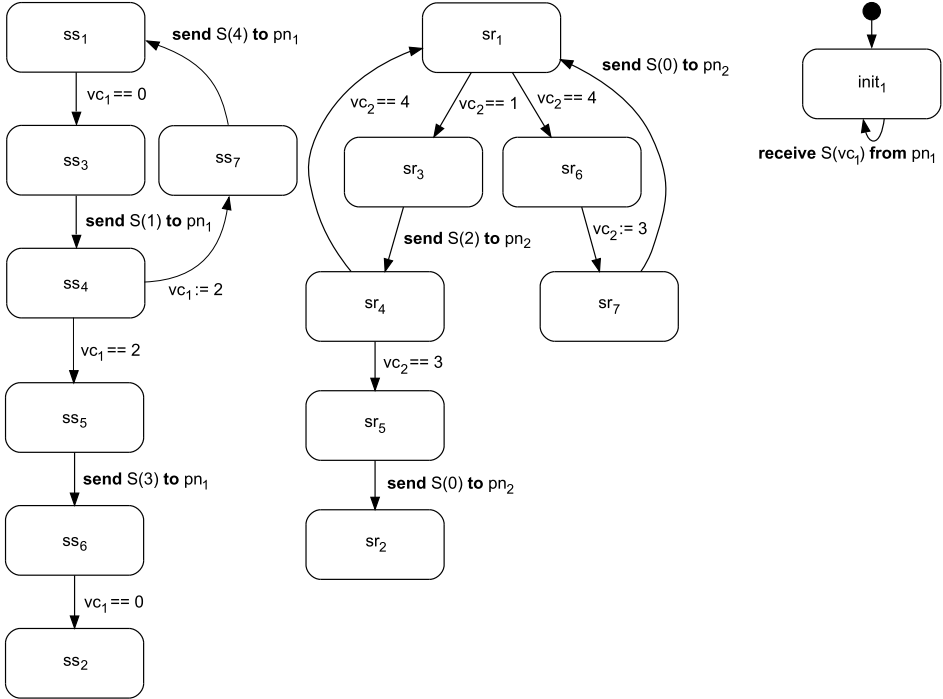 ss1
vc1 == 0
ss3
send S(1) to pn1
ss4
vc1 == 2
ss5
send S(3) to pn1
ss6
vc1 == 0
ss2
send S(4) to pn1
ss7
vc1 := 2
sr1
vc2 == 4
vc2 == 1
vc2 == 4
send S(0) to pn2
sr3
sr6
send S(2) to pn2
vc2 := 3
sr4
sr7
vc2 == 3
sr5
send S(0) to pn2
sr2
init1
receive S(vc1) from pn1